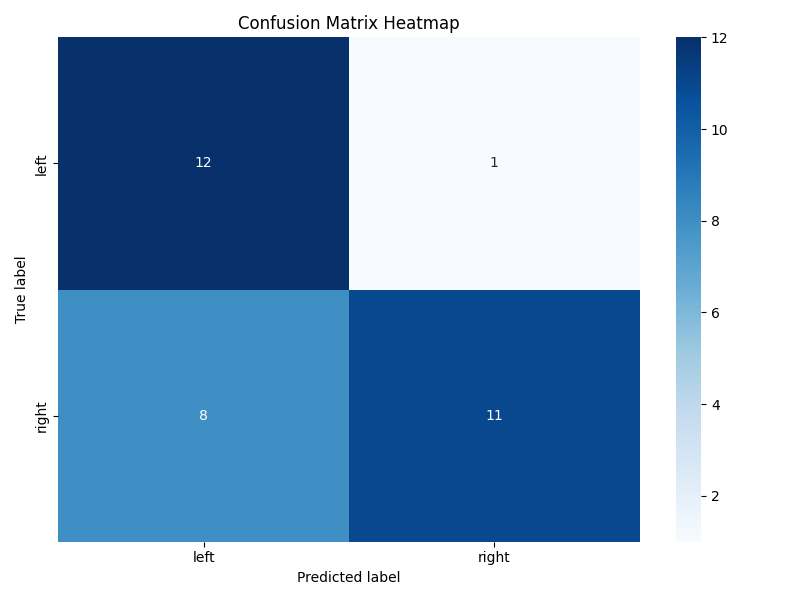 Confusion Matrix Heatmap
True label
left
right
12
1
8
11
left
right
Predicted label
12
10
8
6
4
2